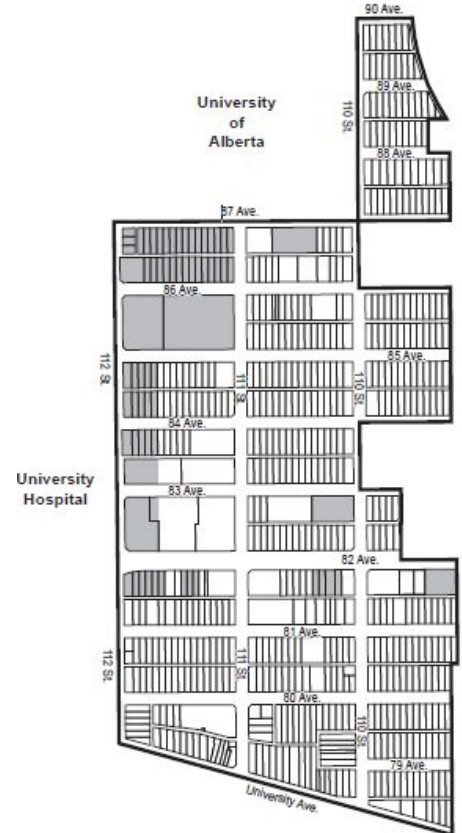 90 Ave.
University
of
Alberta
110 St.
89 Ave.
88 Ave.
87 Ave.
86 Ave.
112 St.
111 St.
110 St.
85 Ave.
84 Ave.
University
Hospital
83 Ave.
82 Ave.
81 Ave.
112 St.
111 St.
80 Ave.
110 St.
79 Ave.
University Ave.